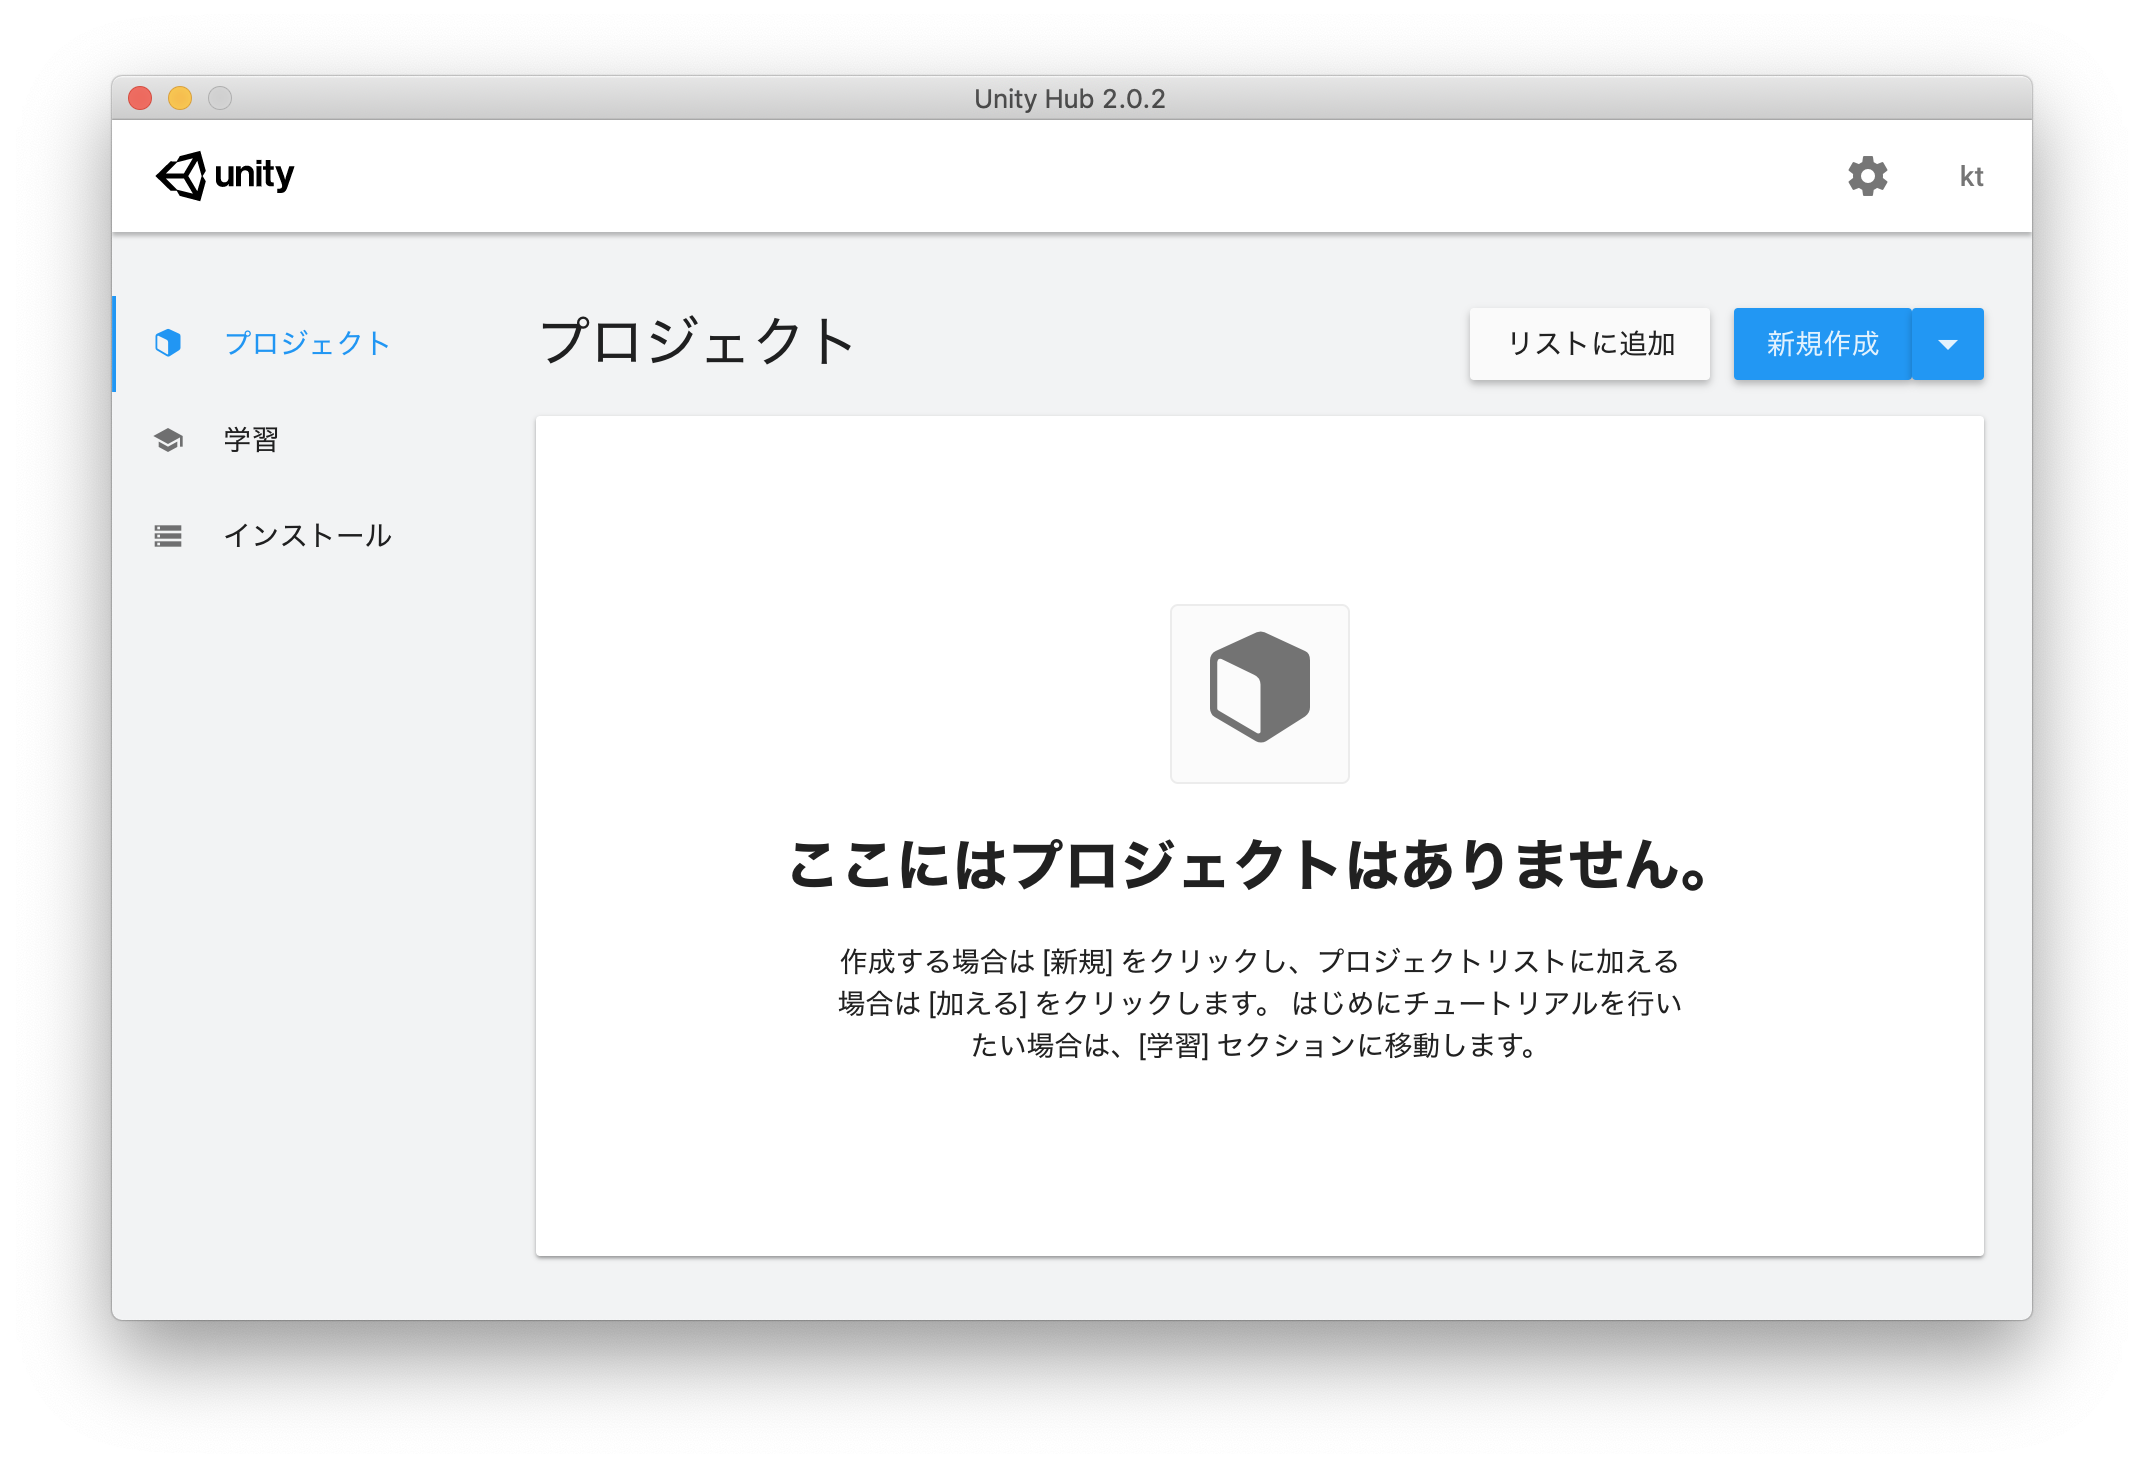 Unity Hub 2.0.2
unity
kt
プロジェクト
学習
インストール
プロジェクト
リストに追加
新規作成
ここにはプロジェクトはありません。
作成する場合は [新規] をクリックし、プロジェクトリストに加える
場合は [加える] をクリックします。 はじめにチュートリアルを行い
たい場合は、[学習] セクションに移動します。